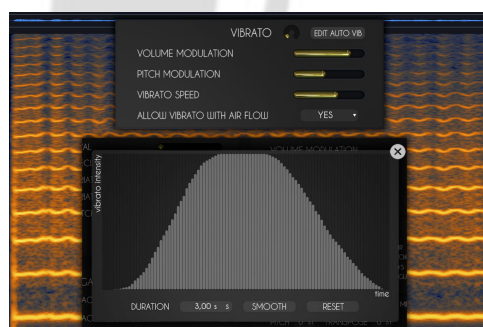 VIBRATO EDIT AUTO VIB
VOLUME MODULATION
PITCH MODULATION
VIBRATO SPEED
ALLOW VIBRATO WITH AIR FLOW YES
VOLUME MODULATION
vibrato intensity
time
DURATION 3,00 s s SMOOTH RESET